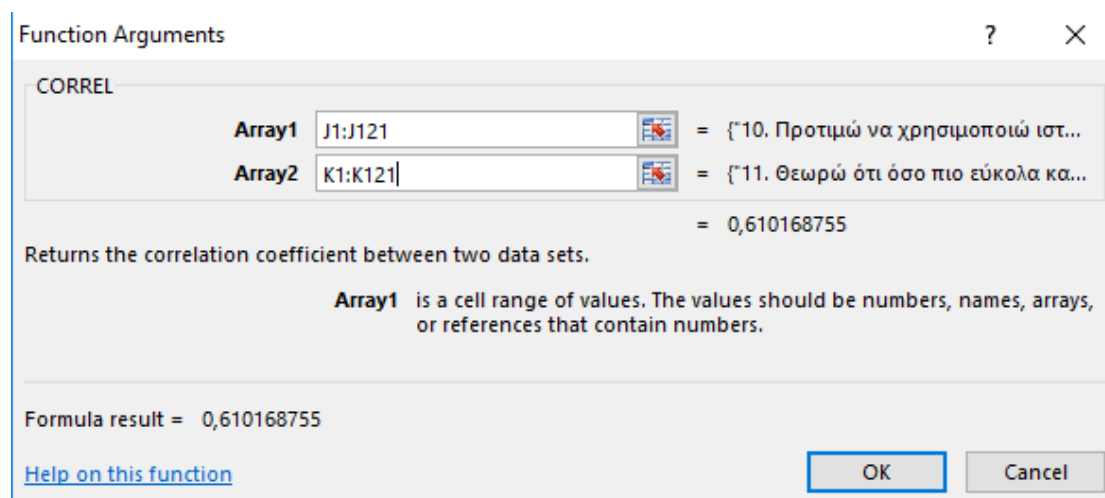 Function Arguments ? ×
CORREL
Array1 J1:J121 = {"10. Προτιμώ να χρησιμοποιώ ιστ...
Array2 K1:K121 = {"11. Θεωρώ ότι όσο πιο εύκολα κα...
= 0,610168755
Returns the correlation coefficient between two data sets.
Array1 is a cell range of values. The values should be numbers, names, arrays,
or references that contain numbers.
Formula result = 0,610168755
Help on this function OK Cancel